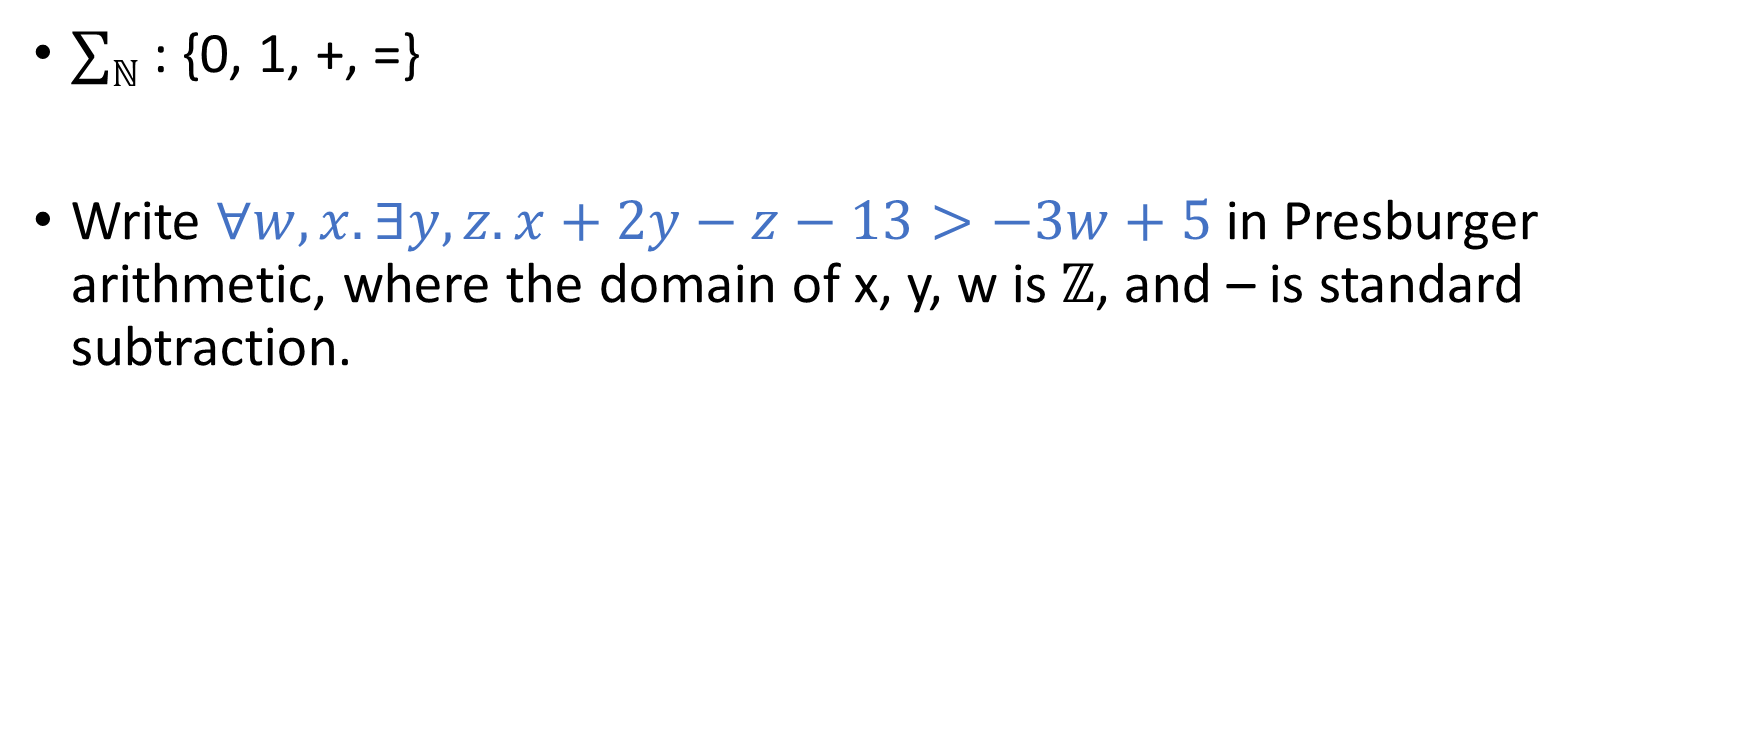 • ∑ℕ : {0, 1, +, =}
• Write ∀w, x. ∃y, z. x + 2y − z − 13 > −3w + 5 in Presburger
arithmetic, where the domain of x, y, w is ℤ, and – is standard
subtraction.